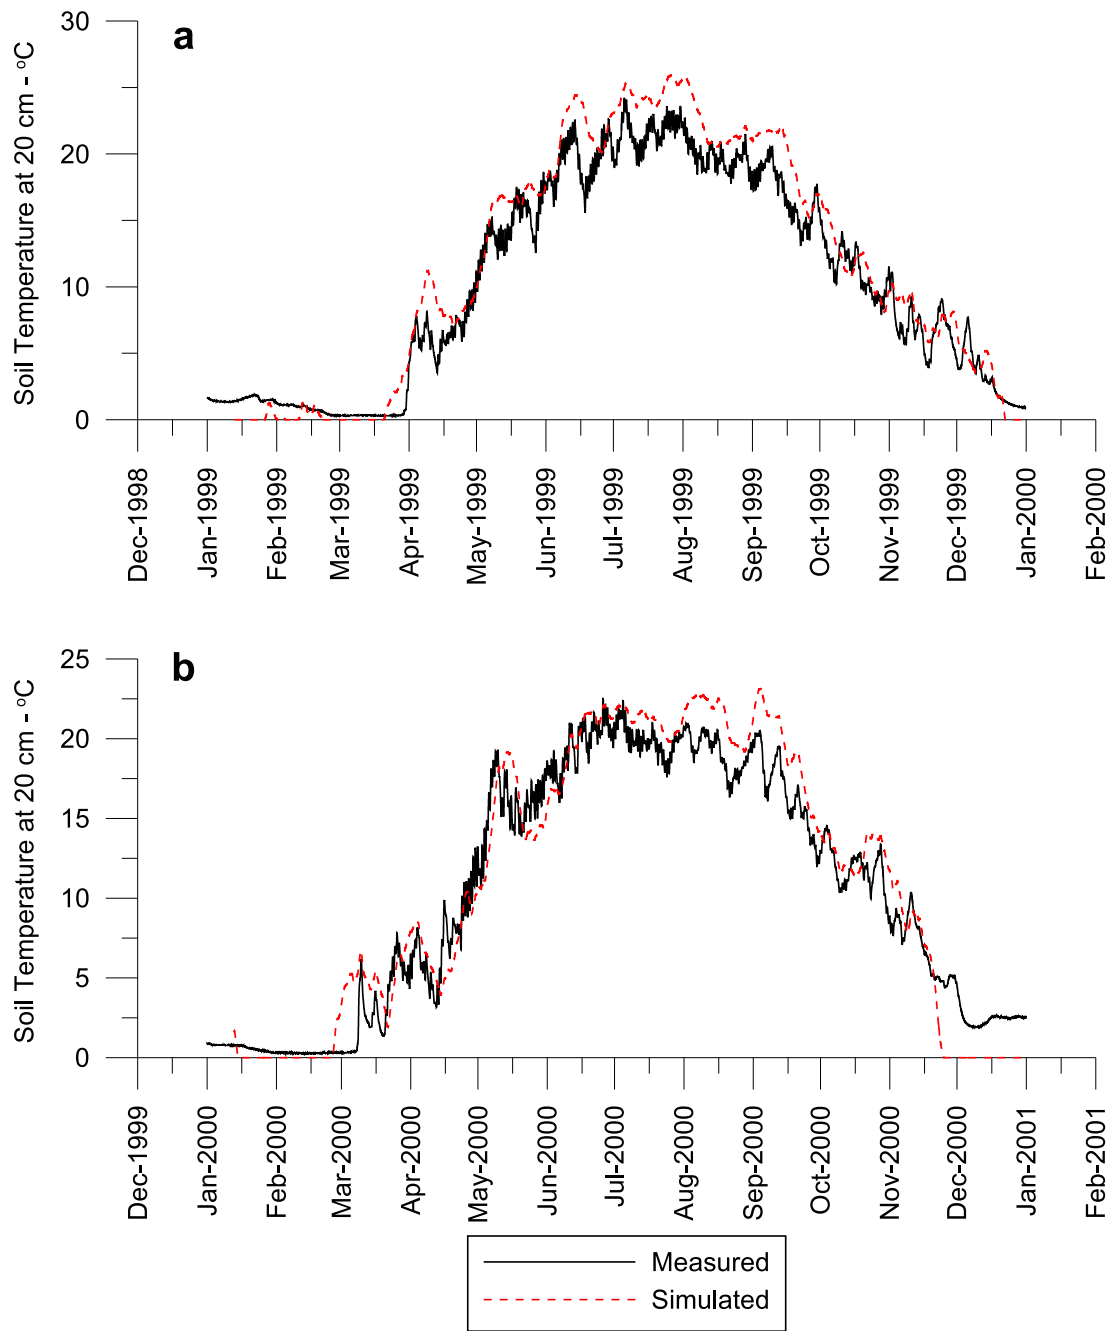 a
Soil Temperature at 20 cm - °C
30
20
10
0
Dec-1998
Jan-1999
Feb-1999
Mar-1999
Apr-1999
May-1999
Jun-1999
Jul-1999
Aug-1999
Sep-1999
Oct-1999
Nov-1999
Dec-1999
Jan-2000
Feb-2000
b
Soil Temperature at 20 cm - °C
25
20
15
10
5
0
Dec-1999
Jan-2000
Feb-2000
Mar-2000
Apr-2000
May-2000
Jun-2000
Jul-2000
Aug-2000
Sep-2000
Oct-2000
Nov-2000
Dec-2000
Jan-2001
Feb-2001
Measured
Simulated